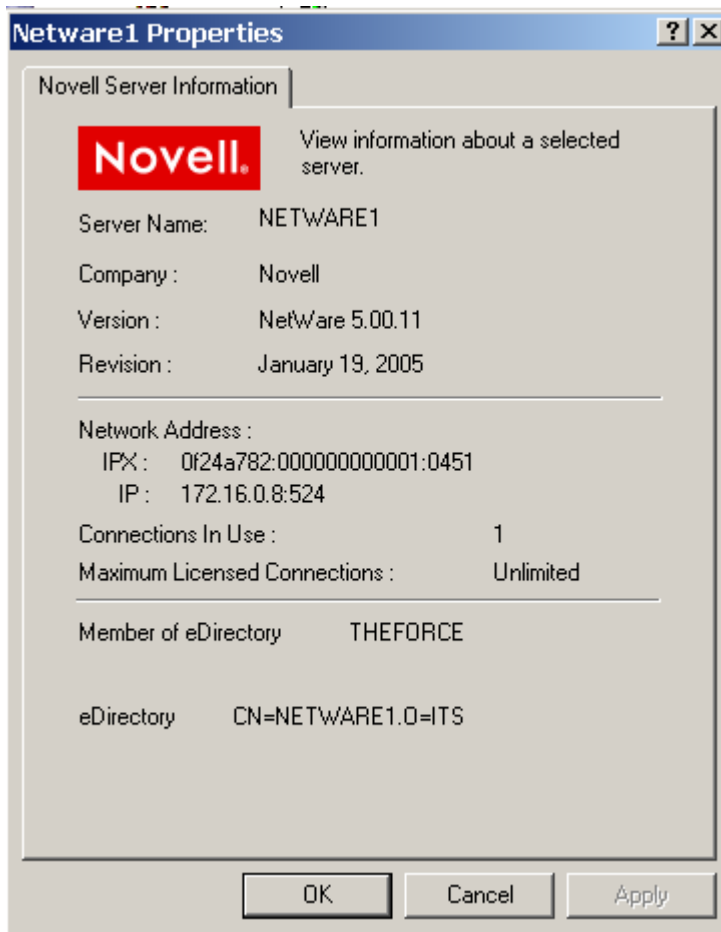 Netware1 Properties
Novell Server Information
Novell.
View information about a selected
server.
Server Name: NETWARE1
Company : Novell
Version : NetWare 5.00.11
Revision : January 19, 2005
Network Address :
IPX : 0f24a782:000000000001:0451
IP : 172.16.0.8:524
Connections In Use : 1
Maximum Licensed Connections : Unlimited
Member of eDirectory THEFORCE
eDirectory CN=NETWARE1.O=ITS
OK Cancel Apply